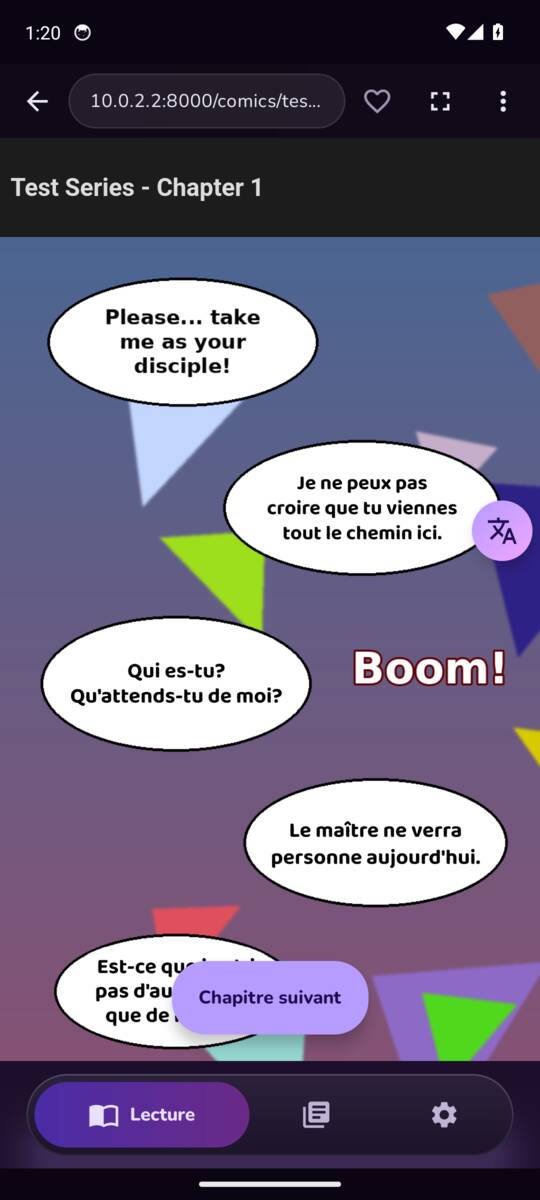 1:20
10.0.2.2:8000/comics/tes...
Test Series - Chapter 1
Please... take
me as your
disciple!
Je ne peux pas
croire que tu viennes
tout le chemin ici.
Qui es-tu?
Qu'attends-tu de moi?
Boom!
Le maître ne verra
personne aujourd'hui.
Est-ce que
pas
que de
Chapitre suivant
Lecture